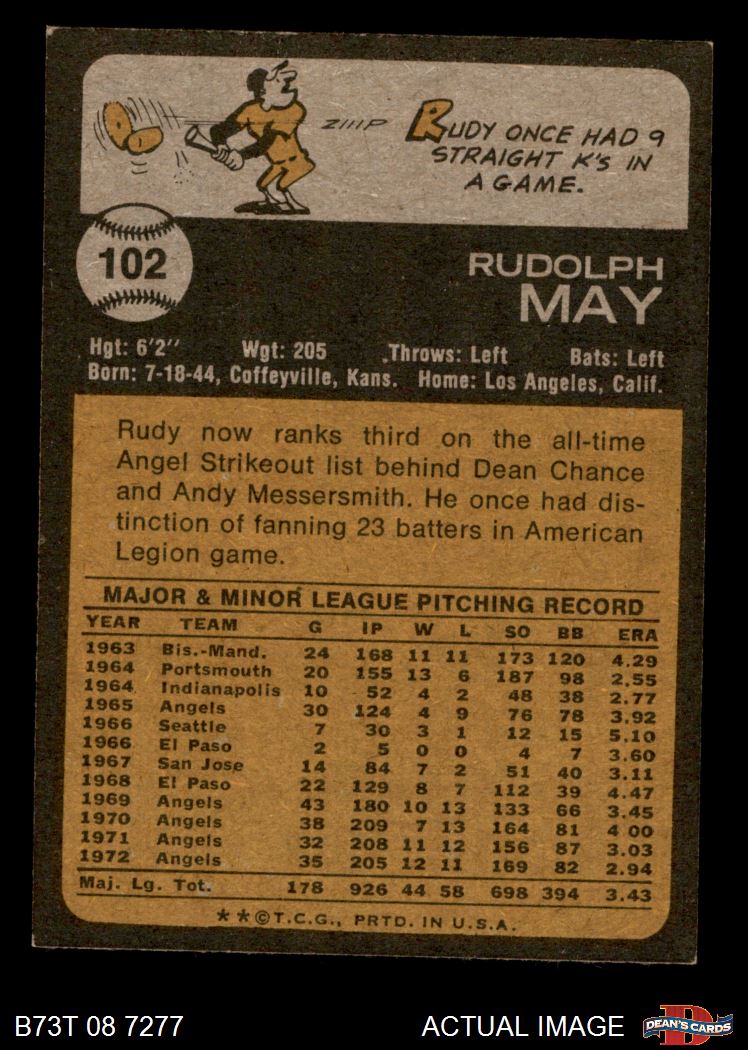 ZIIIP
RUDY ONCE HAD 9
STRAIGHT K'S IN
A GAME.
102
RUDOLPH
MAY
Hgt: 6'2" Wgt: 205 Throws: Left Bats: Left
Born: 7-18-44, Coffeyville, Kans. Home: Los Angeles, Calif.
Rudy now ranks third on the all-time
Angel Strikeout list behind Dean Chance
and Andy Messersmith. He once had dis-
tinction of fanning 23 batters in American
Legion game.
MAJOR & MINOR LEAGUE PITCHING RECORD
YEAR TEAM G IP W L SO BB ERA
1963 Bis.-Mand. 24 168 11 11 173 120 4.29
1964 Portsmouth 20 155 13 6 187 98 2.55
1964 Indianapolis 10 52 4 2 48 38 2.77
1965 Angels 30 124 4 9 76 78 3.92
1966 Seattle 7 30 3 1 12 15 5.10
1966 El Paso 2 5 0 0 4 7 3.60
1967 San Jose 14 84 7 2 51 40 3.11
1968 El Paso 22 129 8 7 112 39 4.47
1969 Angels 43 180 10 13 133 66 3.45
1970 Angels 38 209 7 13 164 81 4 00
1971 Angels 32 208 11 12 156 87 3.03
1972 Angels 35 205 12 11 169 82 2.94
Maj. Lg. Tot. 178 926 44 58 698 394 3.43
**©T.C.G., PRTD. IN U.S.A.
B73T 08 7277 ACTUAL IMAGE
D
DEAN'S CARDS